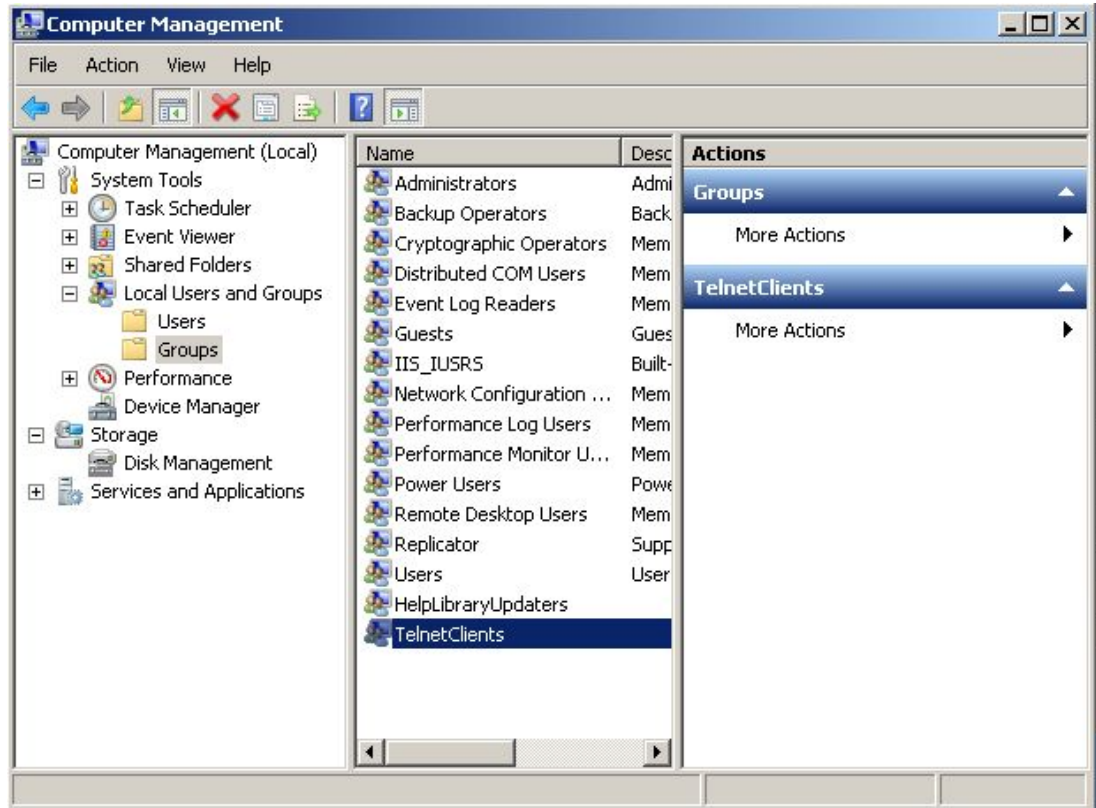 Computer Management
File Action View Help
Computer Management (Local)
System Tools
Task Scheduler
Event Viewer
Shared Folders
Local Users and Groups
Users
Groups
Performance
Device Manager
Storage
Disk Management
Services and Applications
Name Desc
Administrators Admi
Backup Operators Back
Cryptographic Operators Mem
Distributed COM Users Mem
Event Log Readers Mem
Guests Gues
IIS_IUSRS Built-
Network Configuration ... Mem
Performance Log Users Mem
Performance Monitor U... Mem
Power Users Powe
Remote Desktop Users Mem
Replicator Supp
Users User
HelpLibraryUpdaters
TelnetClients
Actions
Groups
More Actions
TelnetClients
More Actions